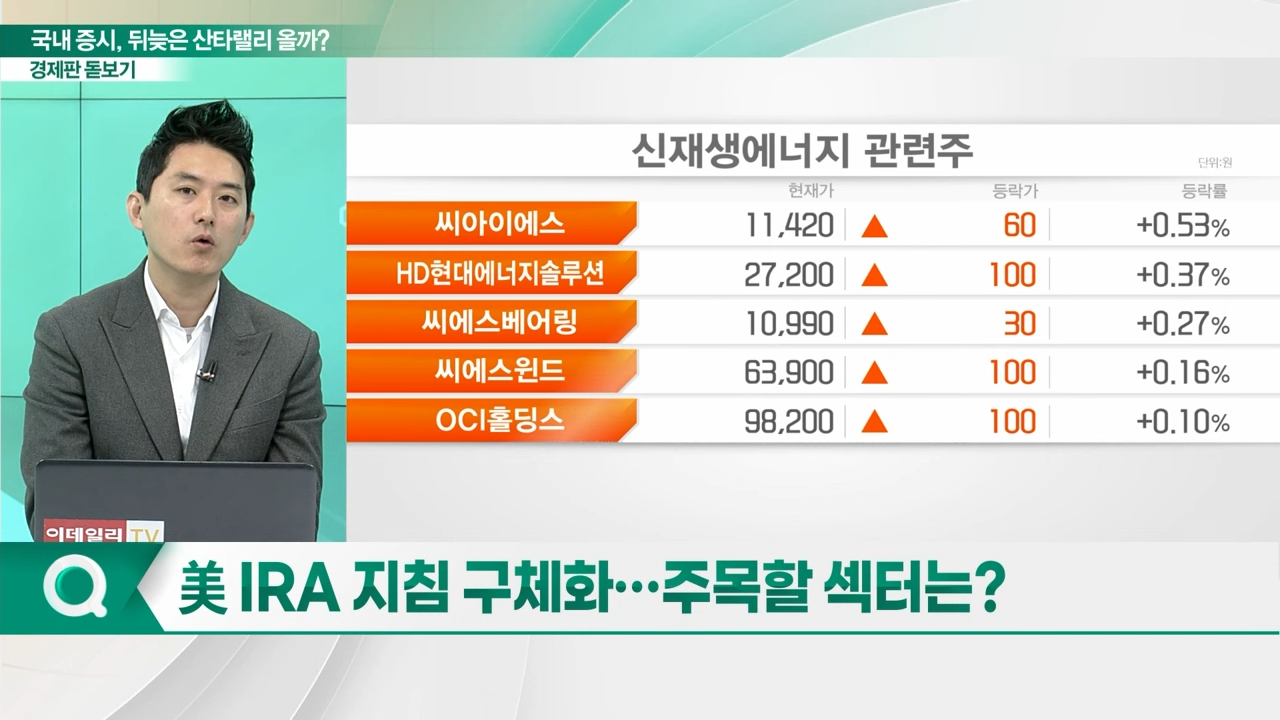 국내 증시, 뒤늦은 산타랠리 올까?
경제판 돋보기
신재생에너지 관련주
단위:원
현재가 등락가 등락률
씨아이에스 11,420 ▲ 60 +0.53%
HD현대에너지솔루션 27,200 ▲ 100 +0.37%
씨에스베어링 10,990 ▲ 30 +0.27%
씨에스윈드 63,900 ▲ 100 +0.16%
OCI홀딩스 98,200 ▲ 100 +0.10%
이데일리 TV
美 IRA 지침 구체화…주목할 섹터는?